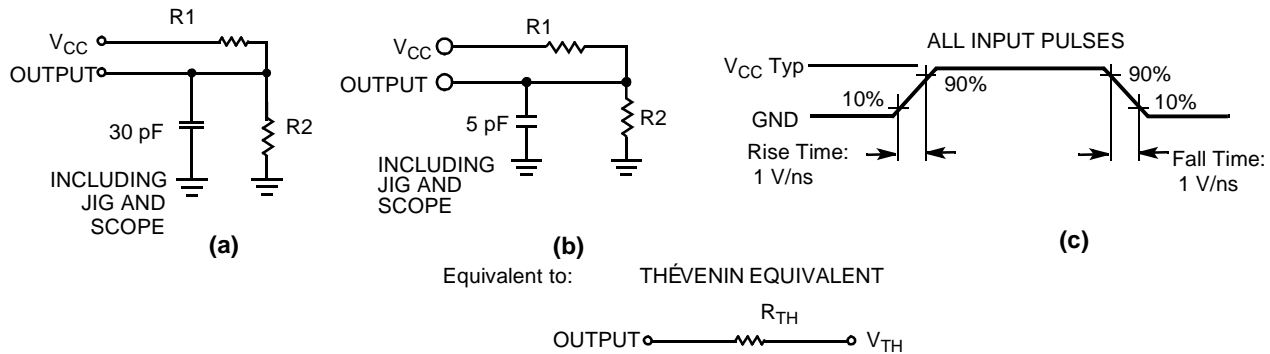 R1
VCC
OUTPUT
30 pF
R2
INCLUDING
JIG AND
SCOPE
(a)
R1
VCC
OUTPUT
5 pF
R2
INCLUDING
JIG AND
SCOPE
(b)
ALL INPUT PULSES
VCC Typ
10%
90%
90%
10%
GND
Rise Time:
1 V/ns
Fall Time:
1 V/ns
(c)
Equivalent to: THÉVENIN EQUIVALENT
RTH
OUTPUT
VTH